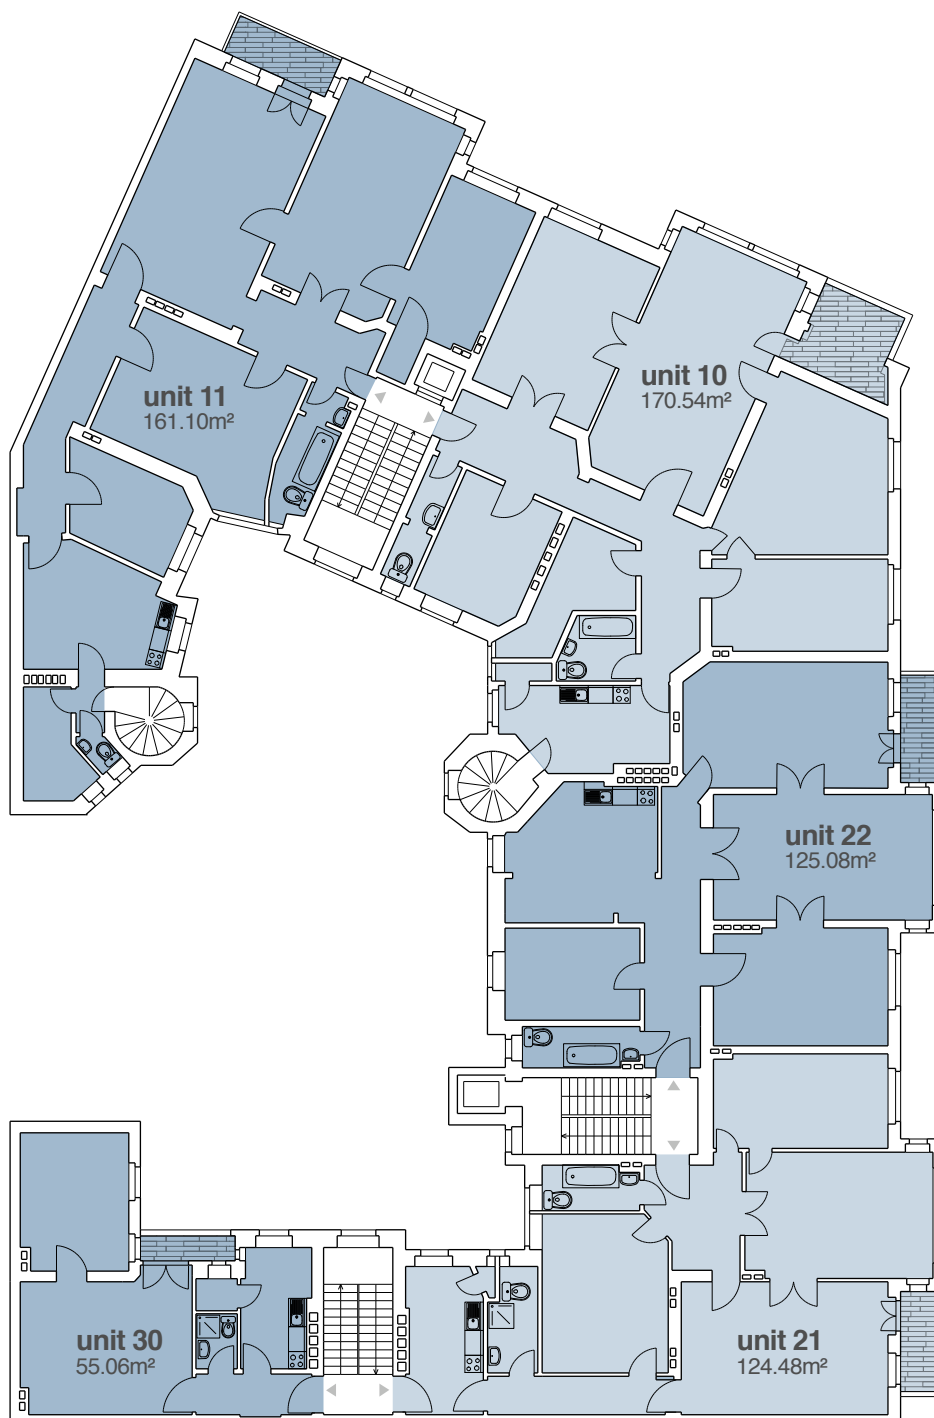 unit 11
161.10m²
unit 10
170.54m²
unit 22
125.08m²
unit 30
55.06m²
unit 21
124.48m²